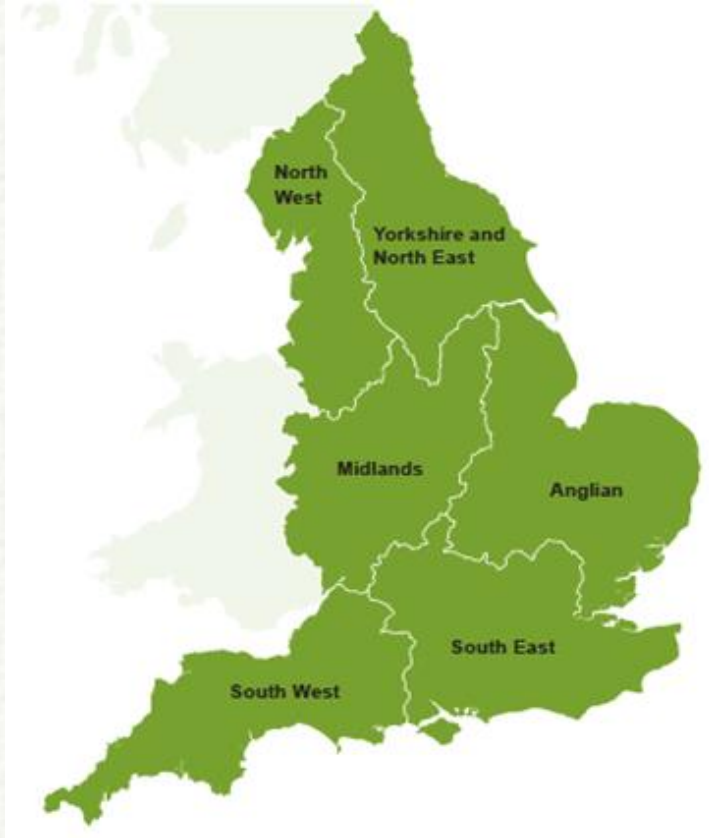 North
West
Yorkshire and
North East
Midlands
Anglian
South East
South West